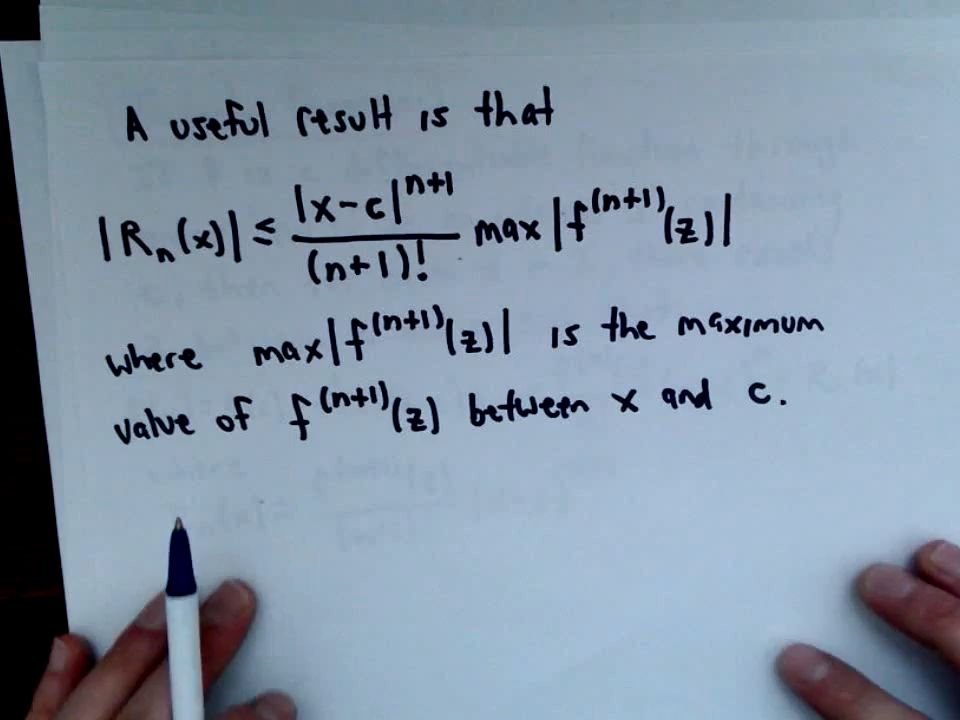 A useful result is that
|Rₙ(x)| ≤ |x-c|ⁿ⁺¹/(n+1)! max|f⁽ⁿ⁺¹⁾(z)|
where max|f⁽ⁿ⁺¹⁾(z)| is the maximum
value of f⁽ⁿ⁺¹⁾(z) between x and c.